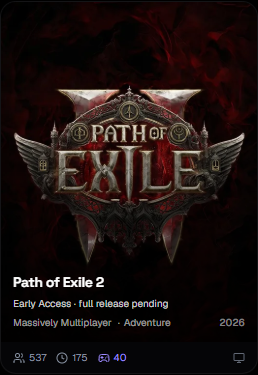 PATH OF
EXILE
Path of Exile 2
Early Access · full release pending
Massively Multiplayer · Adventure 2026
537 175 40